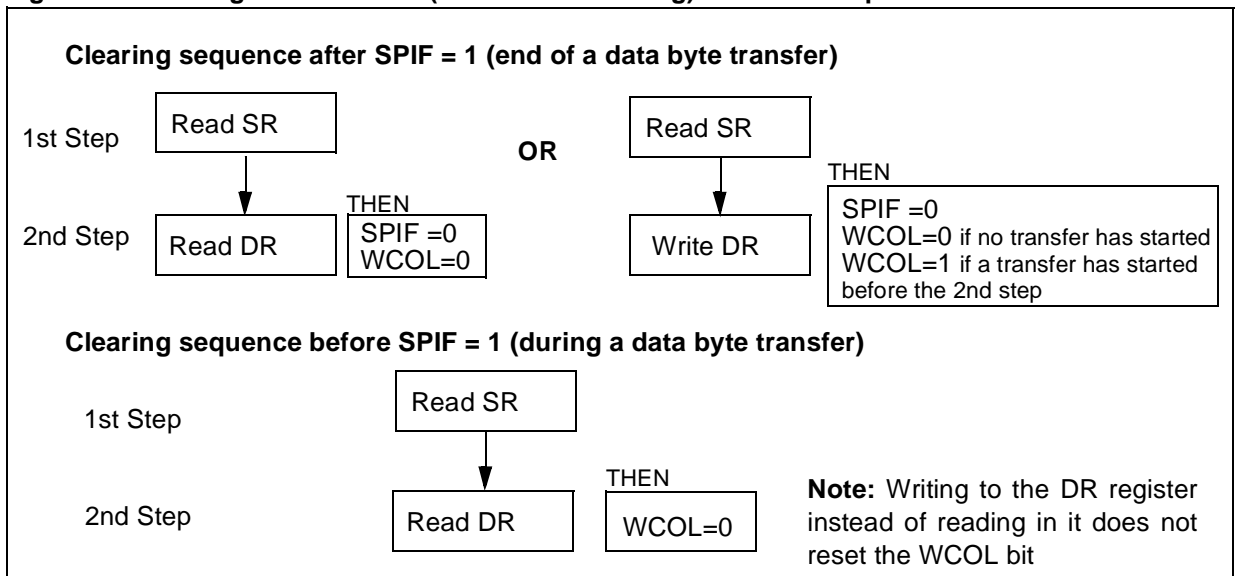 Clearing sequence after SPIF = 1 (end of a data byte transfer)
1st Step
Read SR
OR
Read SR
THEN
2nd Step
Read DR
THEN
SPIF =0
WCOL=0
Write DR
SPIF =0
WCOL=0 if no transfer has started
WCOL=1 if a transfer has started
before the 2nd step
Clearing sequence before SPIF = 1 (during a data byte transfer)
1st Step
Read SR
2nd Step
Read DR
THEN
WCOL=0
Note: Writing to the DR register
instead of reading in it does not
reset the WCOL bit